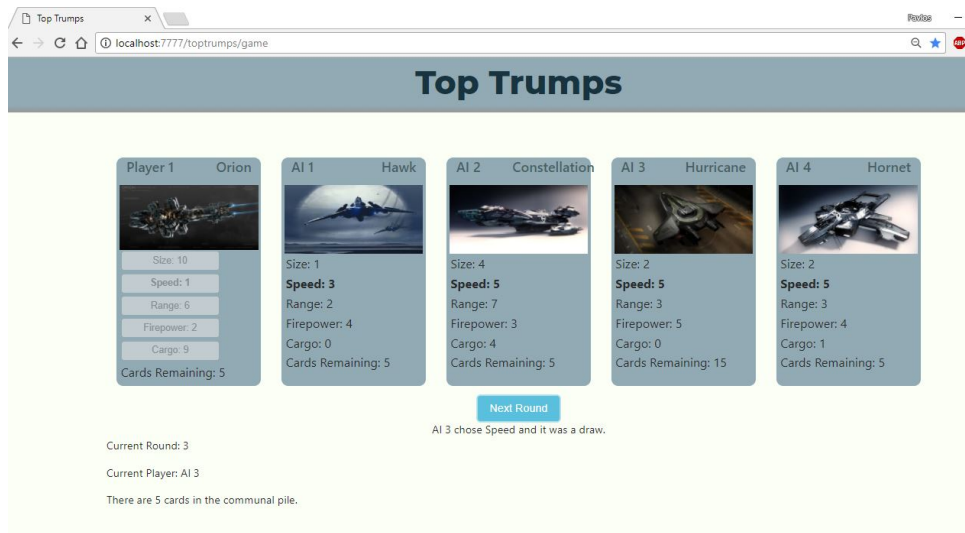 Top Trumps
Pavlos
localhost:7777/toptrumps/game
ABP
Top Trumps
Player 1 Orion
Size: 10
Speed: 1
Range: 6
Firepower: 2
Cargo: 9
Cards Remaining: 5
AI 1 Hawk
Size: 1
Speed: 3
Range: 2
Firepower: 4
Cargo: 0
Cards Remaining: 5
AI 2 Constellation
Size: 4
Speed: 5
Range: 7
Firepower: 3
Cargo: 4
Cards Remaining: 5
AI 3 Hurricane
Size: 2
Speed: 5
Range: 3
Firepower: 5
Cargo: 0
Cards Remaining: 15
AI 4 Hornet
Size: 2
Speed: 5
Range: 3
Firepower: 4
Cargo: 1
Cards Remaining: 5
Next Round
AI 3 chose Speed and it was a draw.
Current Round: 3
Current Player: AI 3
There are 5 cards in the communal pile.